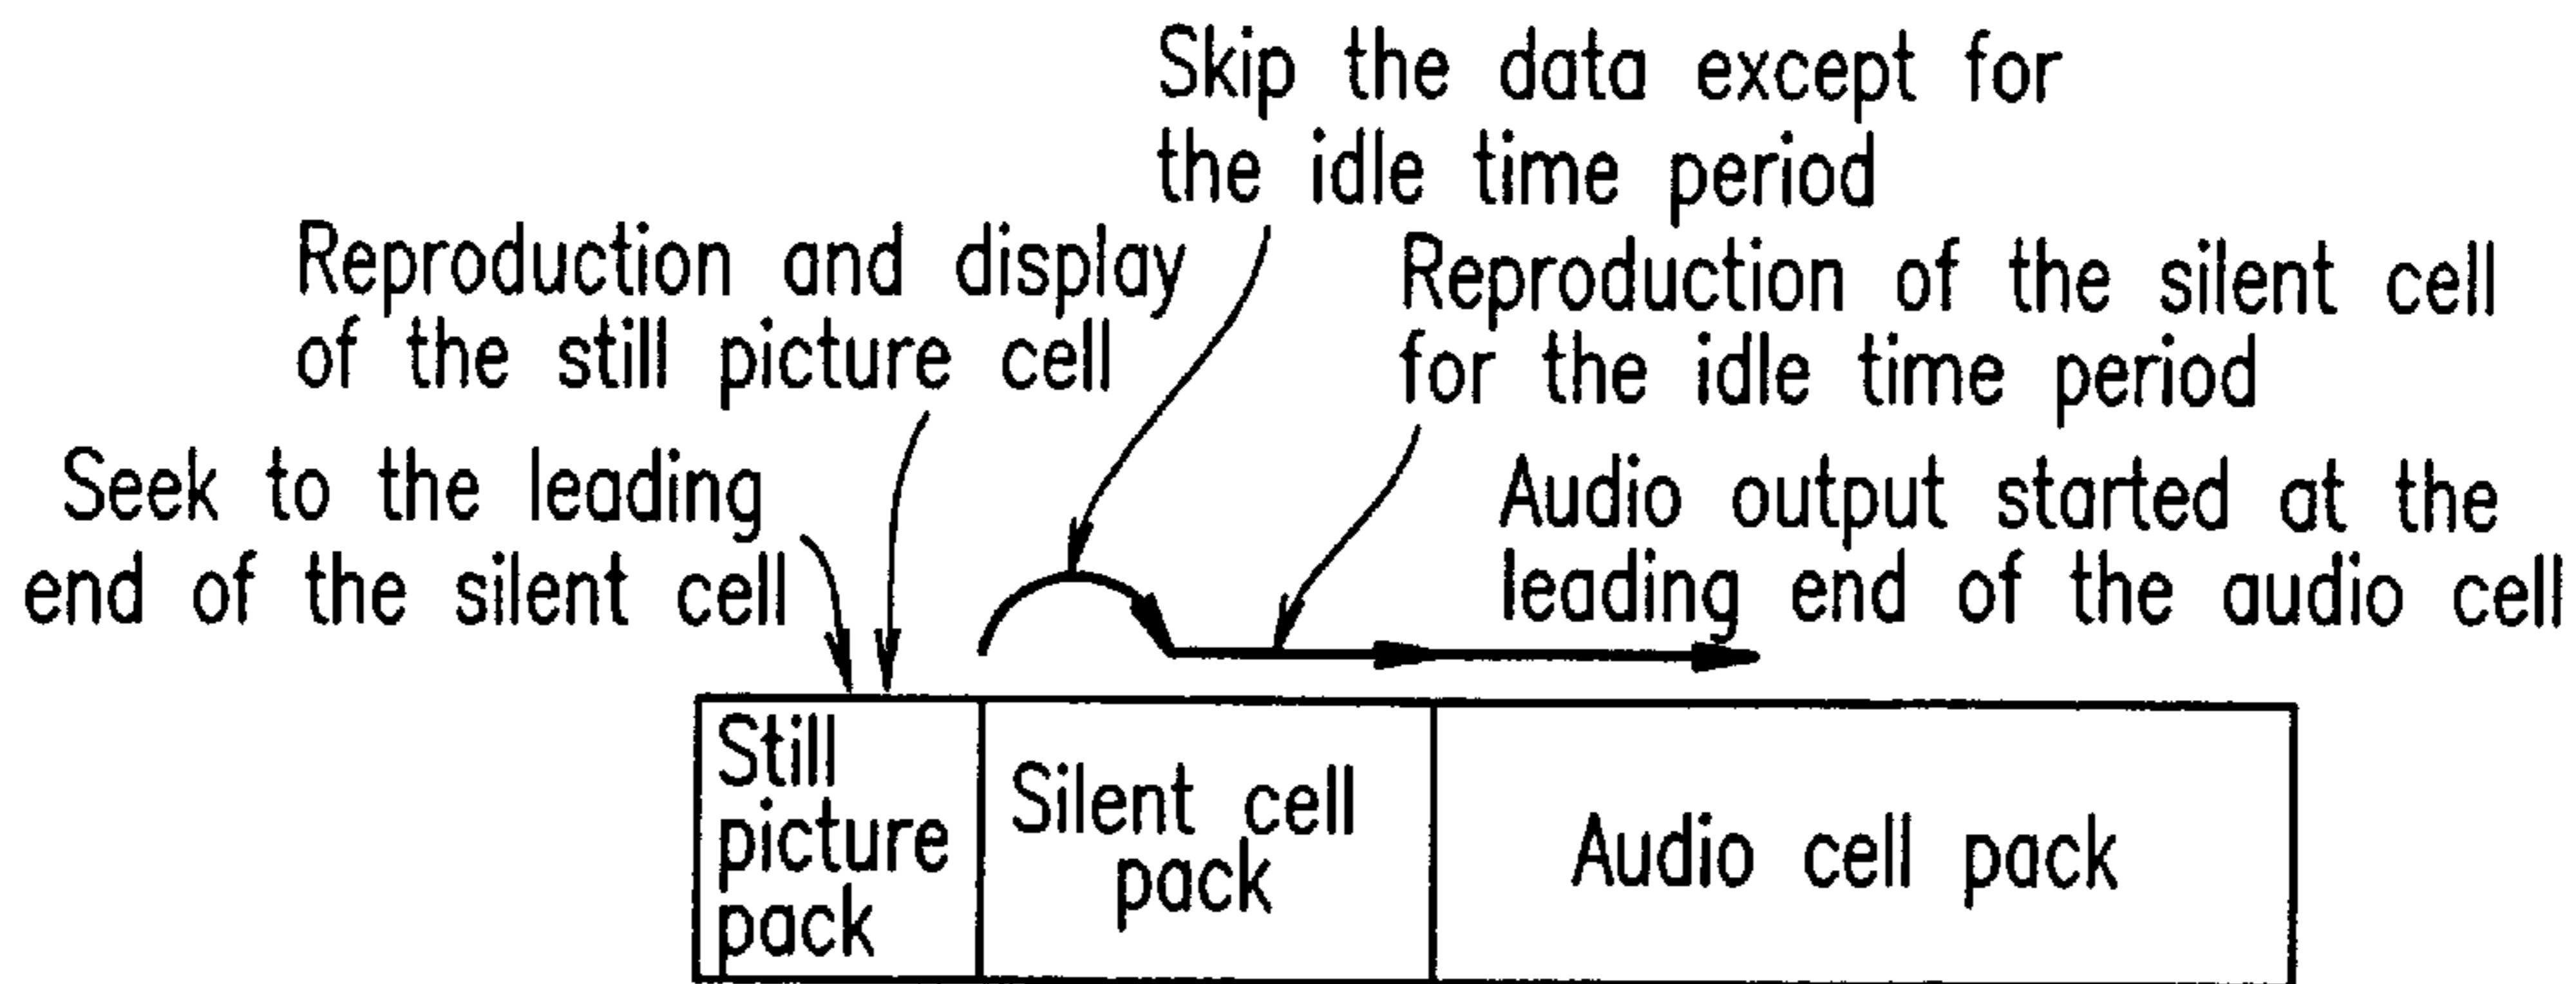 Skip the data except for
the idle time period
Reproduction and display
of the still picture cell
Reproduction of the silent cell
for the idle time period
Seek to the leading
end of the silent cell
Audio output started at the
leading end of the audio cell
Still
picture
pack
Silent cell
pack
Audio cell pack